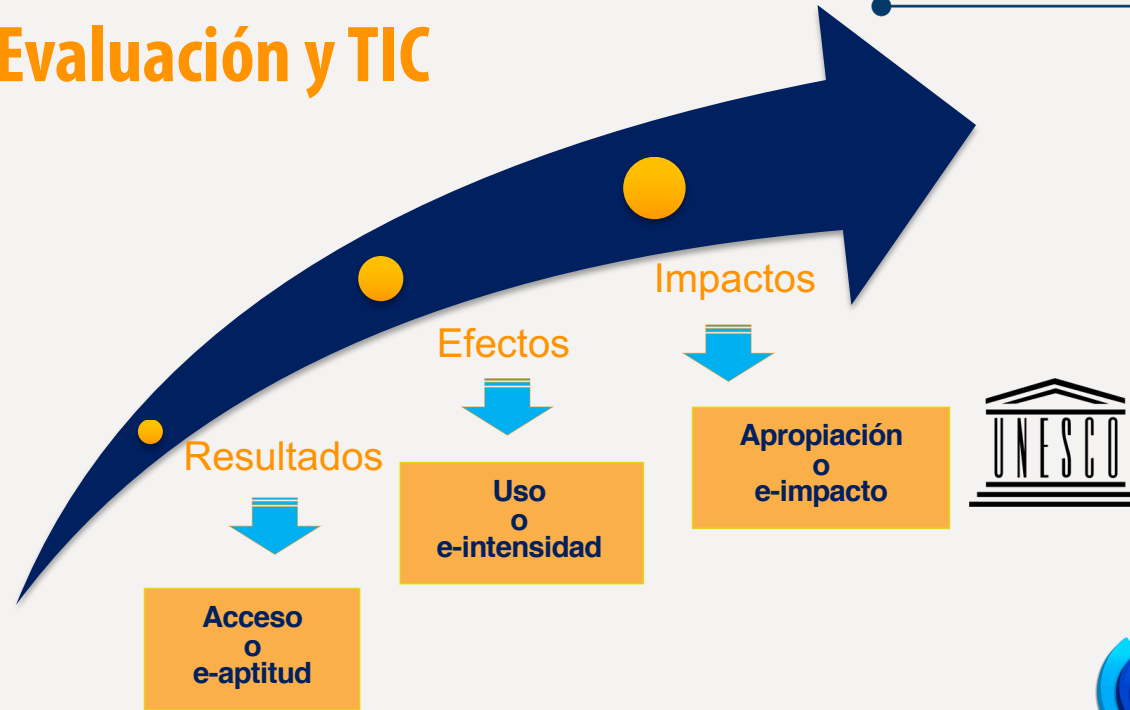 Evaluación y TIC
Impactos
Efectos
Resultados
Apropiación
o
e-impacto
UNESCO
Uso
o
e-intensidad
Acceso
o
e-aptitud